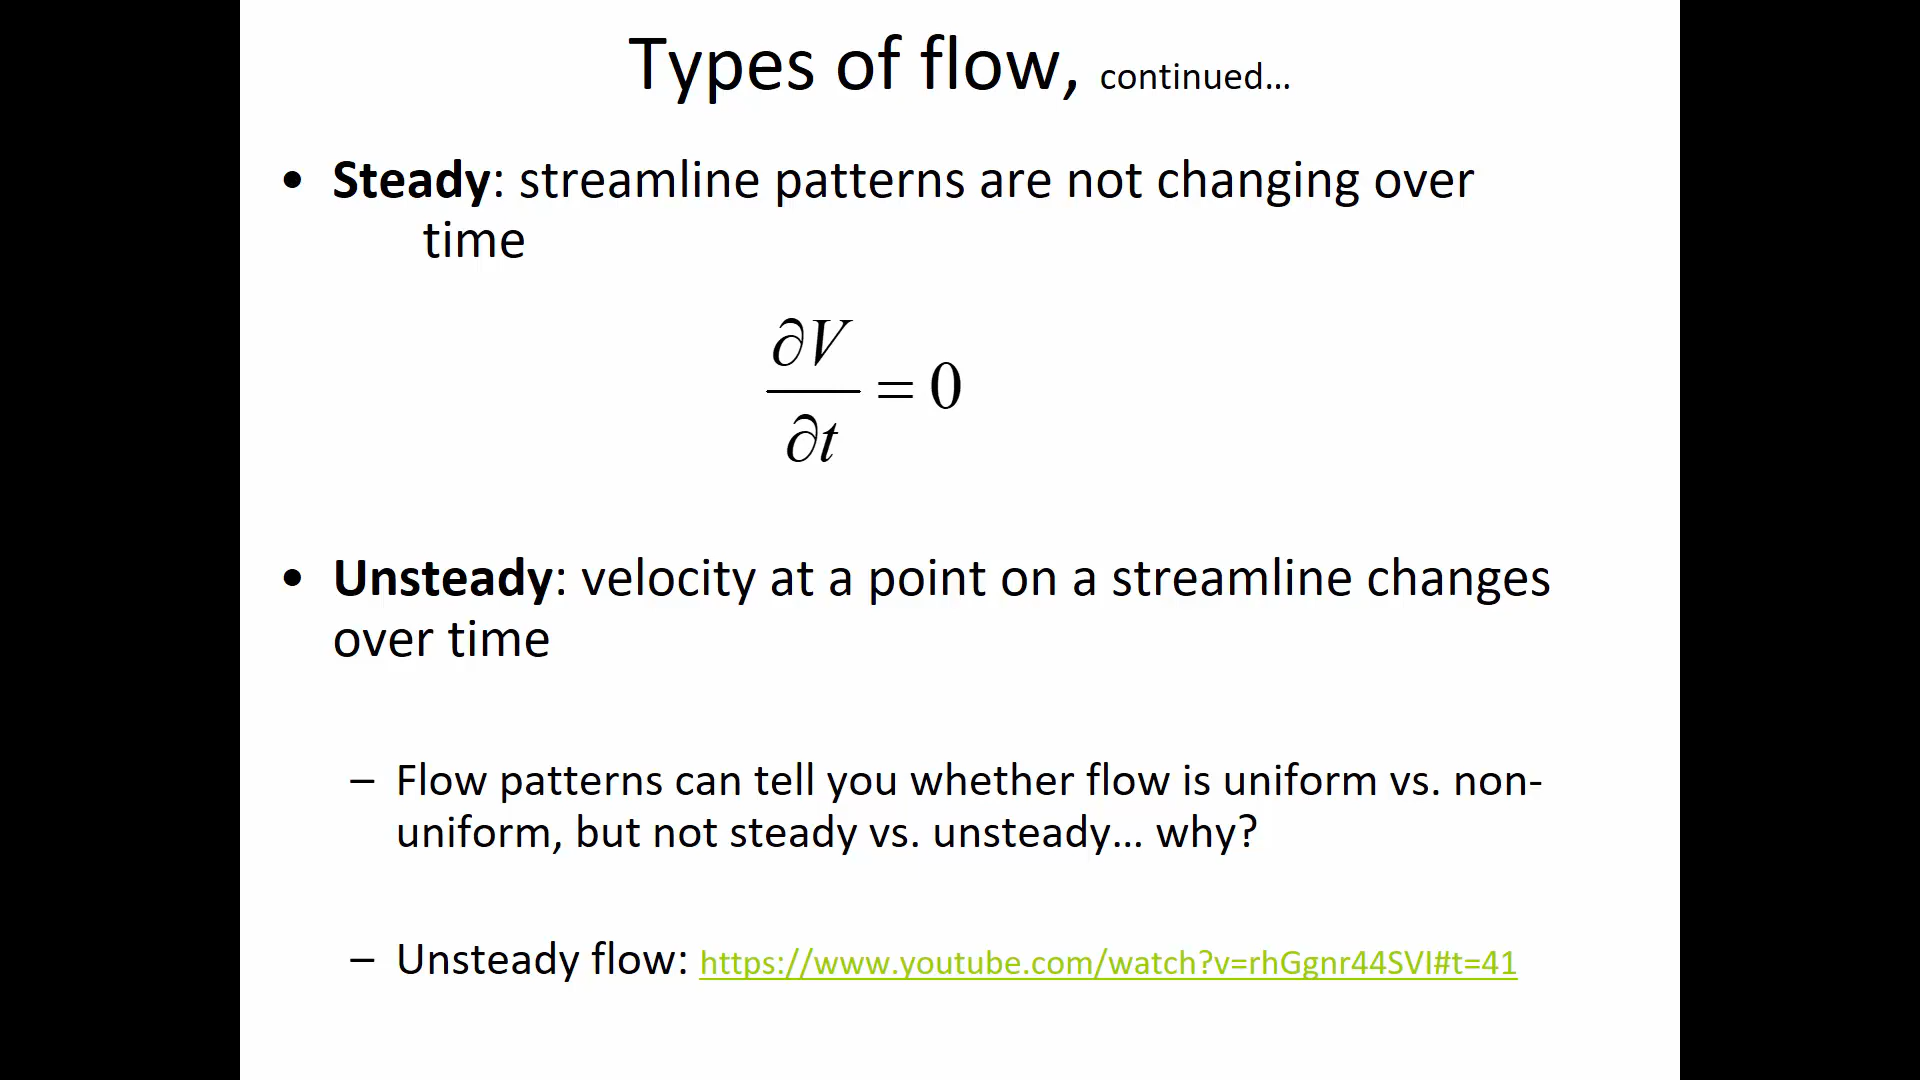 Types of flow, continued…
• Steady: streamline patterns are not changing over
time
∂V
∂t
= 0
• Unsteady: velocity at a point on a streamline changes
over time
– Flow patterns can tell you whether flow is uniform vs. non-
uniform, but not steady vs. unsteady… why?
– Unsteady flow: https://www.youtube.com/watch?v=rhGgnr44SVI#t=41